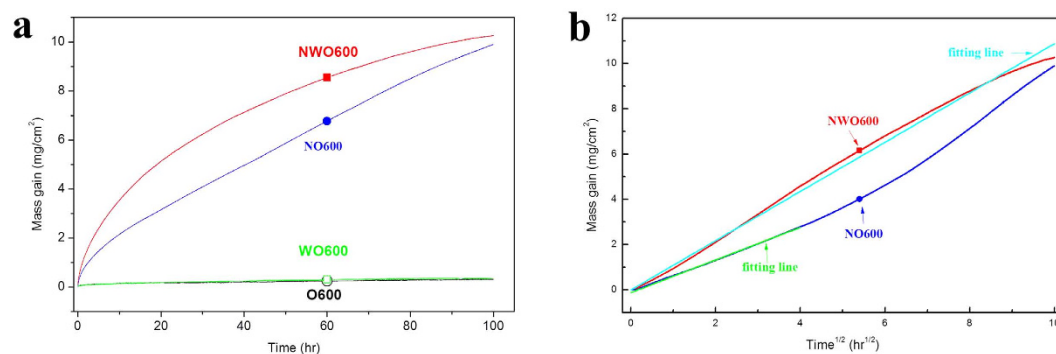 a
NWO600
NO600
WO600
O600
10
8
6
4
2
0
0
20
40
60
80
100
Mass gain (mg/cm²)
Time (hr)
b
fitting line
NWO600
NO600
fitting line
12
10
8
6
4
2
0
0
2
4
6
8
10
Mass gain (mg/cm²)
Time¹/² (hr¹/²)